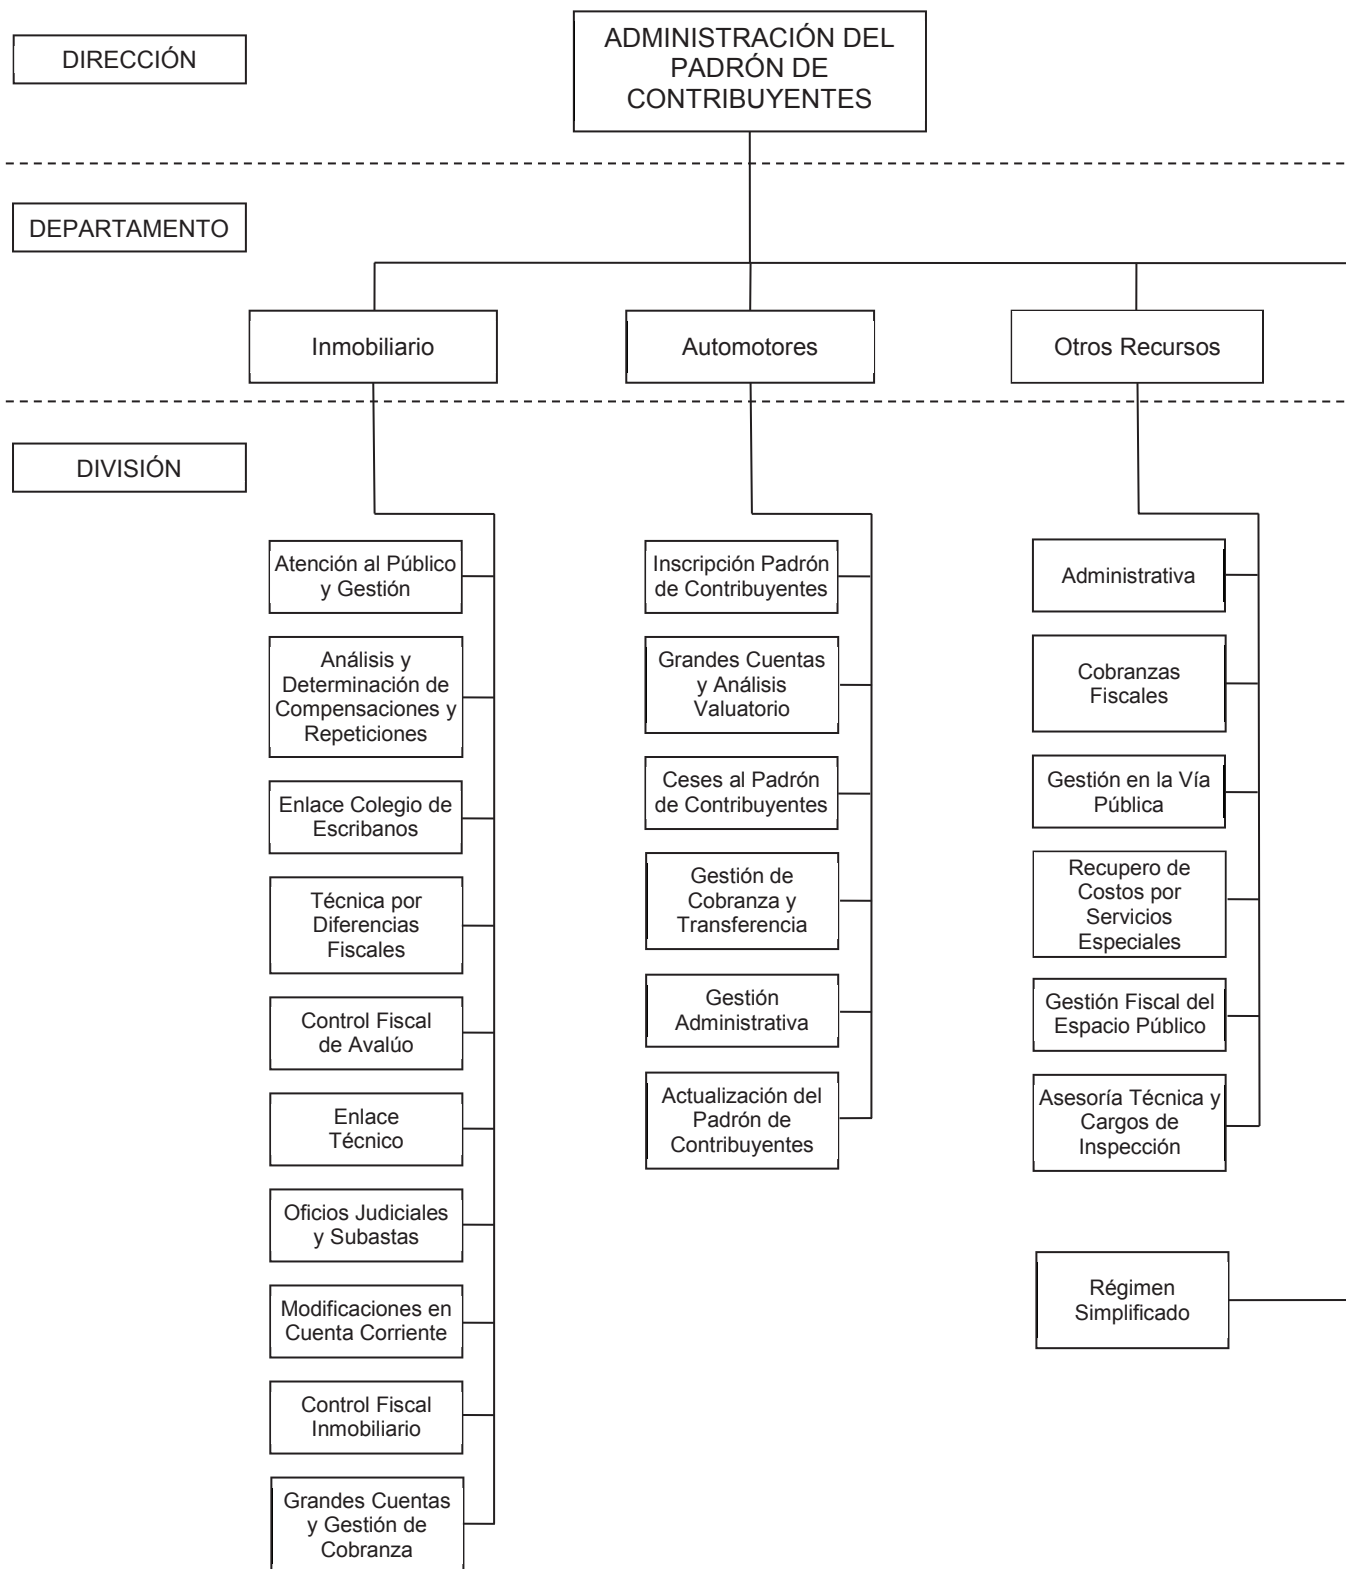 DIRECCIÓN
ADMINISTRACIÓN DEL
PADRÓN DE
CONTRIBUYENTES
DEPARTAMENTO
Inmobiliario
Automotores
Otros Recursos
DIVISIÓN
Atención al Público
y Gestión
Análisis y
Determinación de
Compensaciones y
Repeticiones
Enlace Colegio de
Escribanos
Técnica por
Diferencias
Fiscales
Control Fiscal
de Avalúo
Enlace
Técnico
Oficios Judiciales
y Subastas
Modificaciones en
Cuenta Corriente
Control Fiscal
Inmobiliario
Grandes Cuentas
y Gestión de
Cobranza
Inscripción Padrón
de Contribuyentes
Grandes Cuentas
y Análisis
Valuatorio
Ceses al Padrón
de Contribuyentes
Gestión de
Cobranza y
Transferencia
Gestión
Administrativa
Actualización del
Padrón de
Contribuyentes
Administrativa
Cobranzas
Fiscales
Gestión en la Vía
Pública
Recupero de
Costos por
Servicios
Especiales
Gestión Fiscal del
Espacio Público
Asesoría Técnica y
Cargos de
Inspección
Régimen
Simplificado